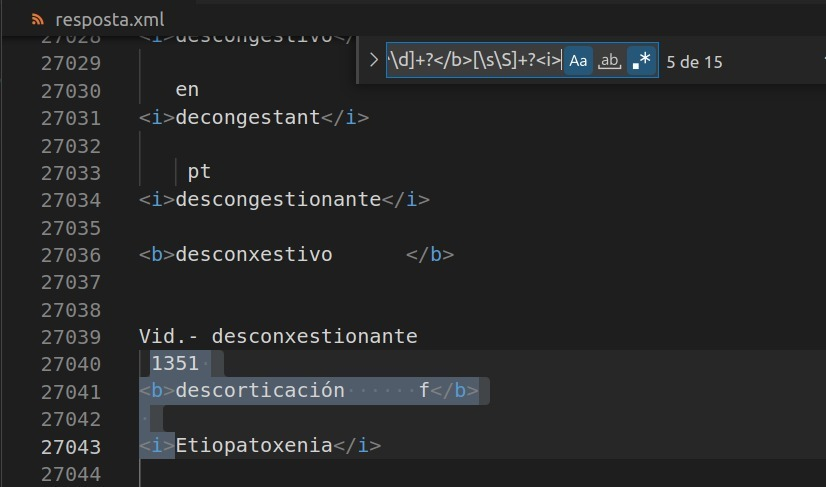 resposta.xml
\d]+?</b>[\s\S]+?<i> Aa ab .* 5 de 15
27028 <i>descongestivo</
27029
27030 en
27031 <i>decongestant</i>
27032
27033 pt
27034 <i>descongestionante</i>
27035
27036 <b>desconxestivo </b>
27037
27038
27039 Vid.- desconxestionante
27040 1351
27041 <b>descorticación f</b>
27042
27043 <i>Etiopatoxenia</i>
27044